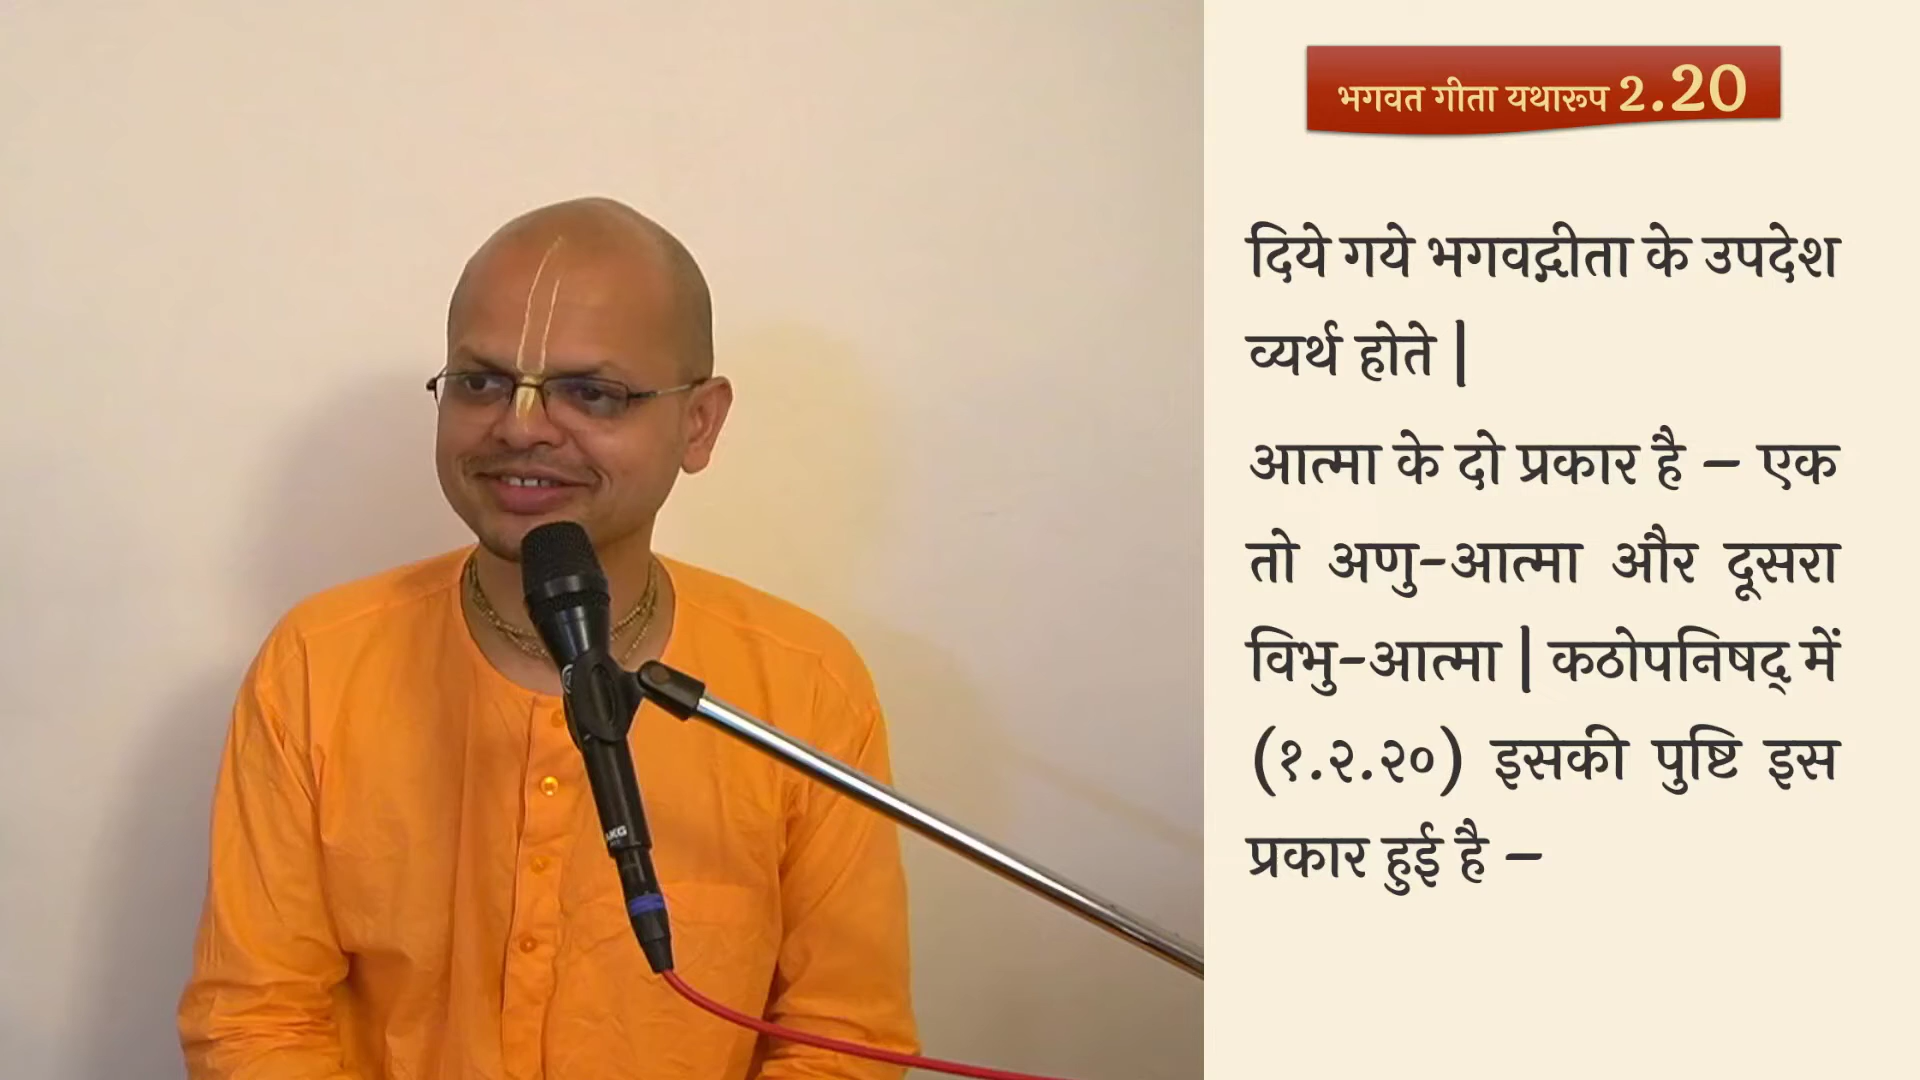 भगवत गीता यथारूप 2.20
दिये गये भगवद्गीता के उपदेश
व्यर्थ होते |
आत्मा के दो प्रकार है – एक
तो अणु-आत्मा और दूसरा
विभु-आत्मा | कठोपनिषद् में
(१.२.२०) इसकी पुष्टि इस
प्रकार हुई है –
AKG